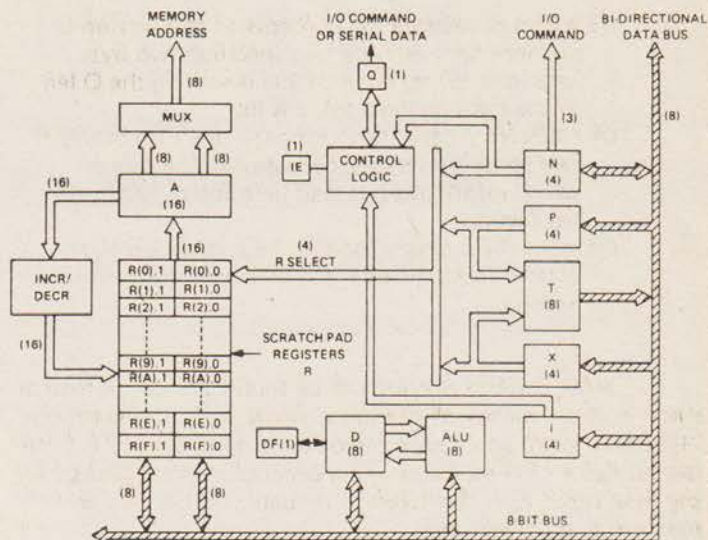 MEMORY
ADDRESS
I/O COMMAND
OR SERIAL DATA
I/O
COMMAND
BI-DIRECTIONAL
DATA BUS
(8)
Q
(1)
(3)
(8)
MUX
(8)
(8)
(1)
IE
CONTROL
LOGIC
N
(4)
(16)
A
(16)
P
(4)
(16)
(4)
R SELECT
INCR/
DECR
R(0).1
R(0).0
R(1).1
R(1).0
R(2).1
R(2).0
T
(8)
(16)
SCRATCH PAD
REGISTERS
R
R(9).1
R(9).0
R(A).1
R(A).0
X
(4)
R(E).1
R(E).0
R(F).1
R(F).0
DF(1)
D
(8)
ALU
(8)
I
(4)
(8)
(8)
8-BIT BUS